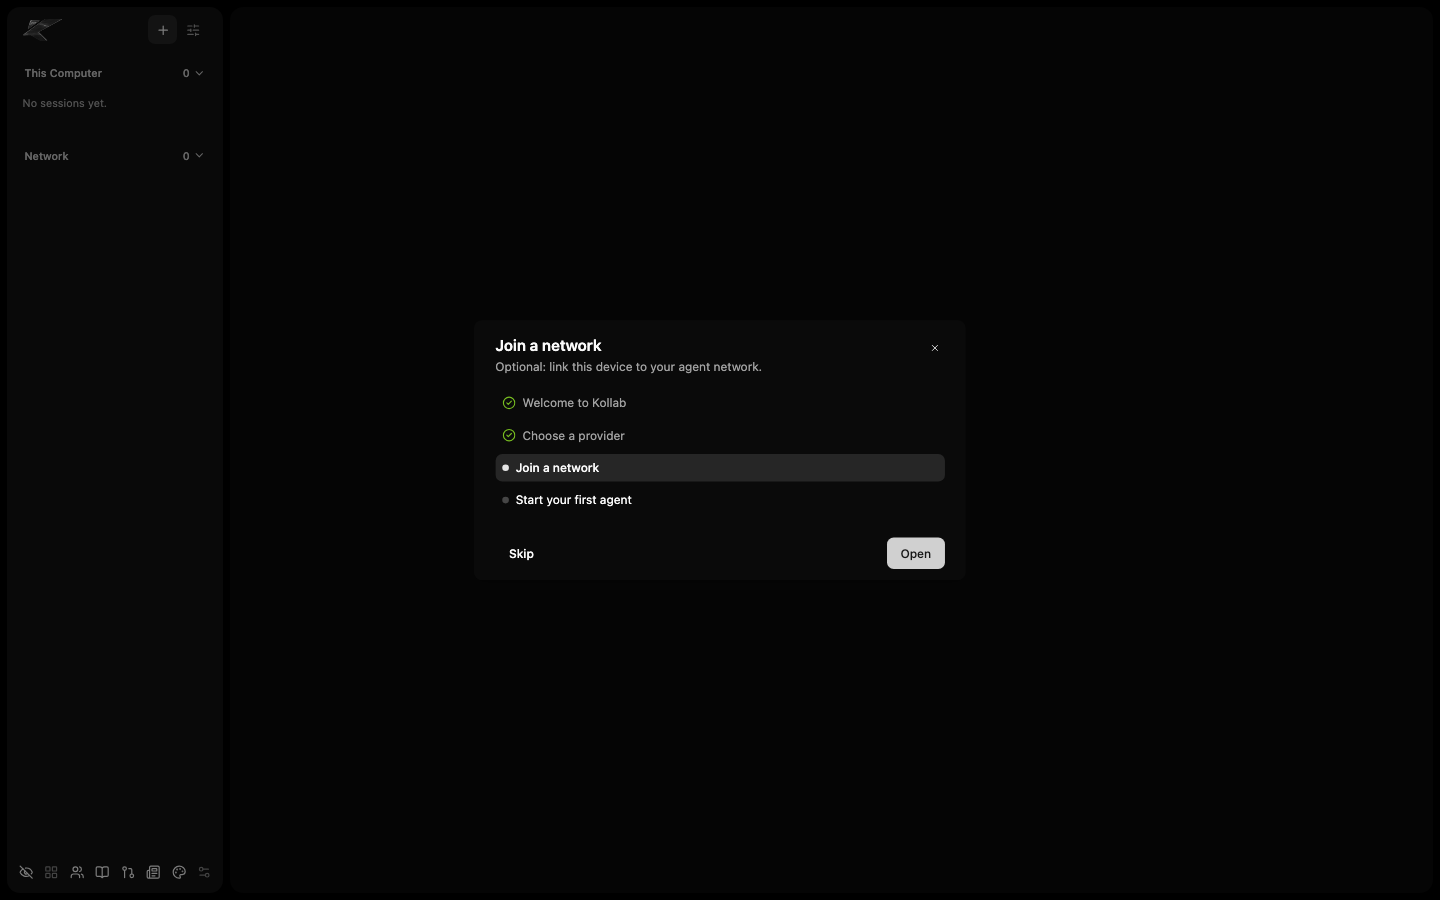 This Computer 0
No sessions yet.
Network 0
Join a network
Optional: link this device to your agent network.
Welcome to Kollab
Choose a provider
Join a network
Start your first agent
Skip
Open